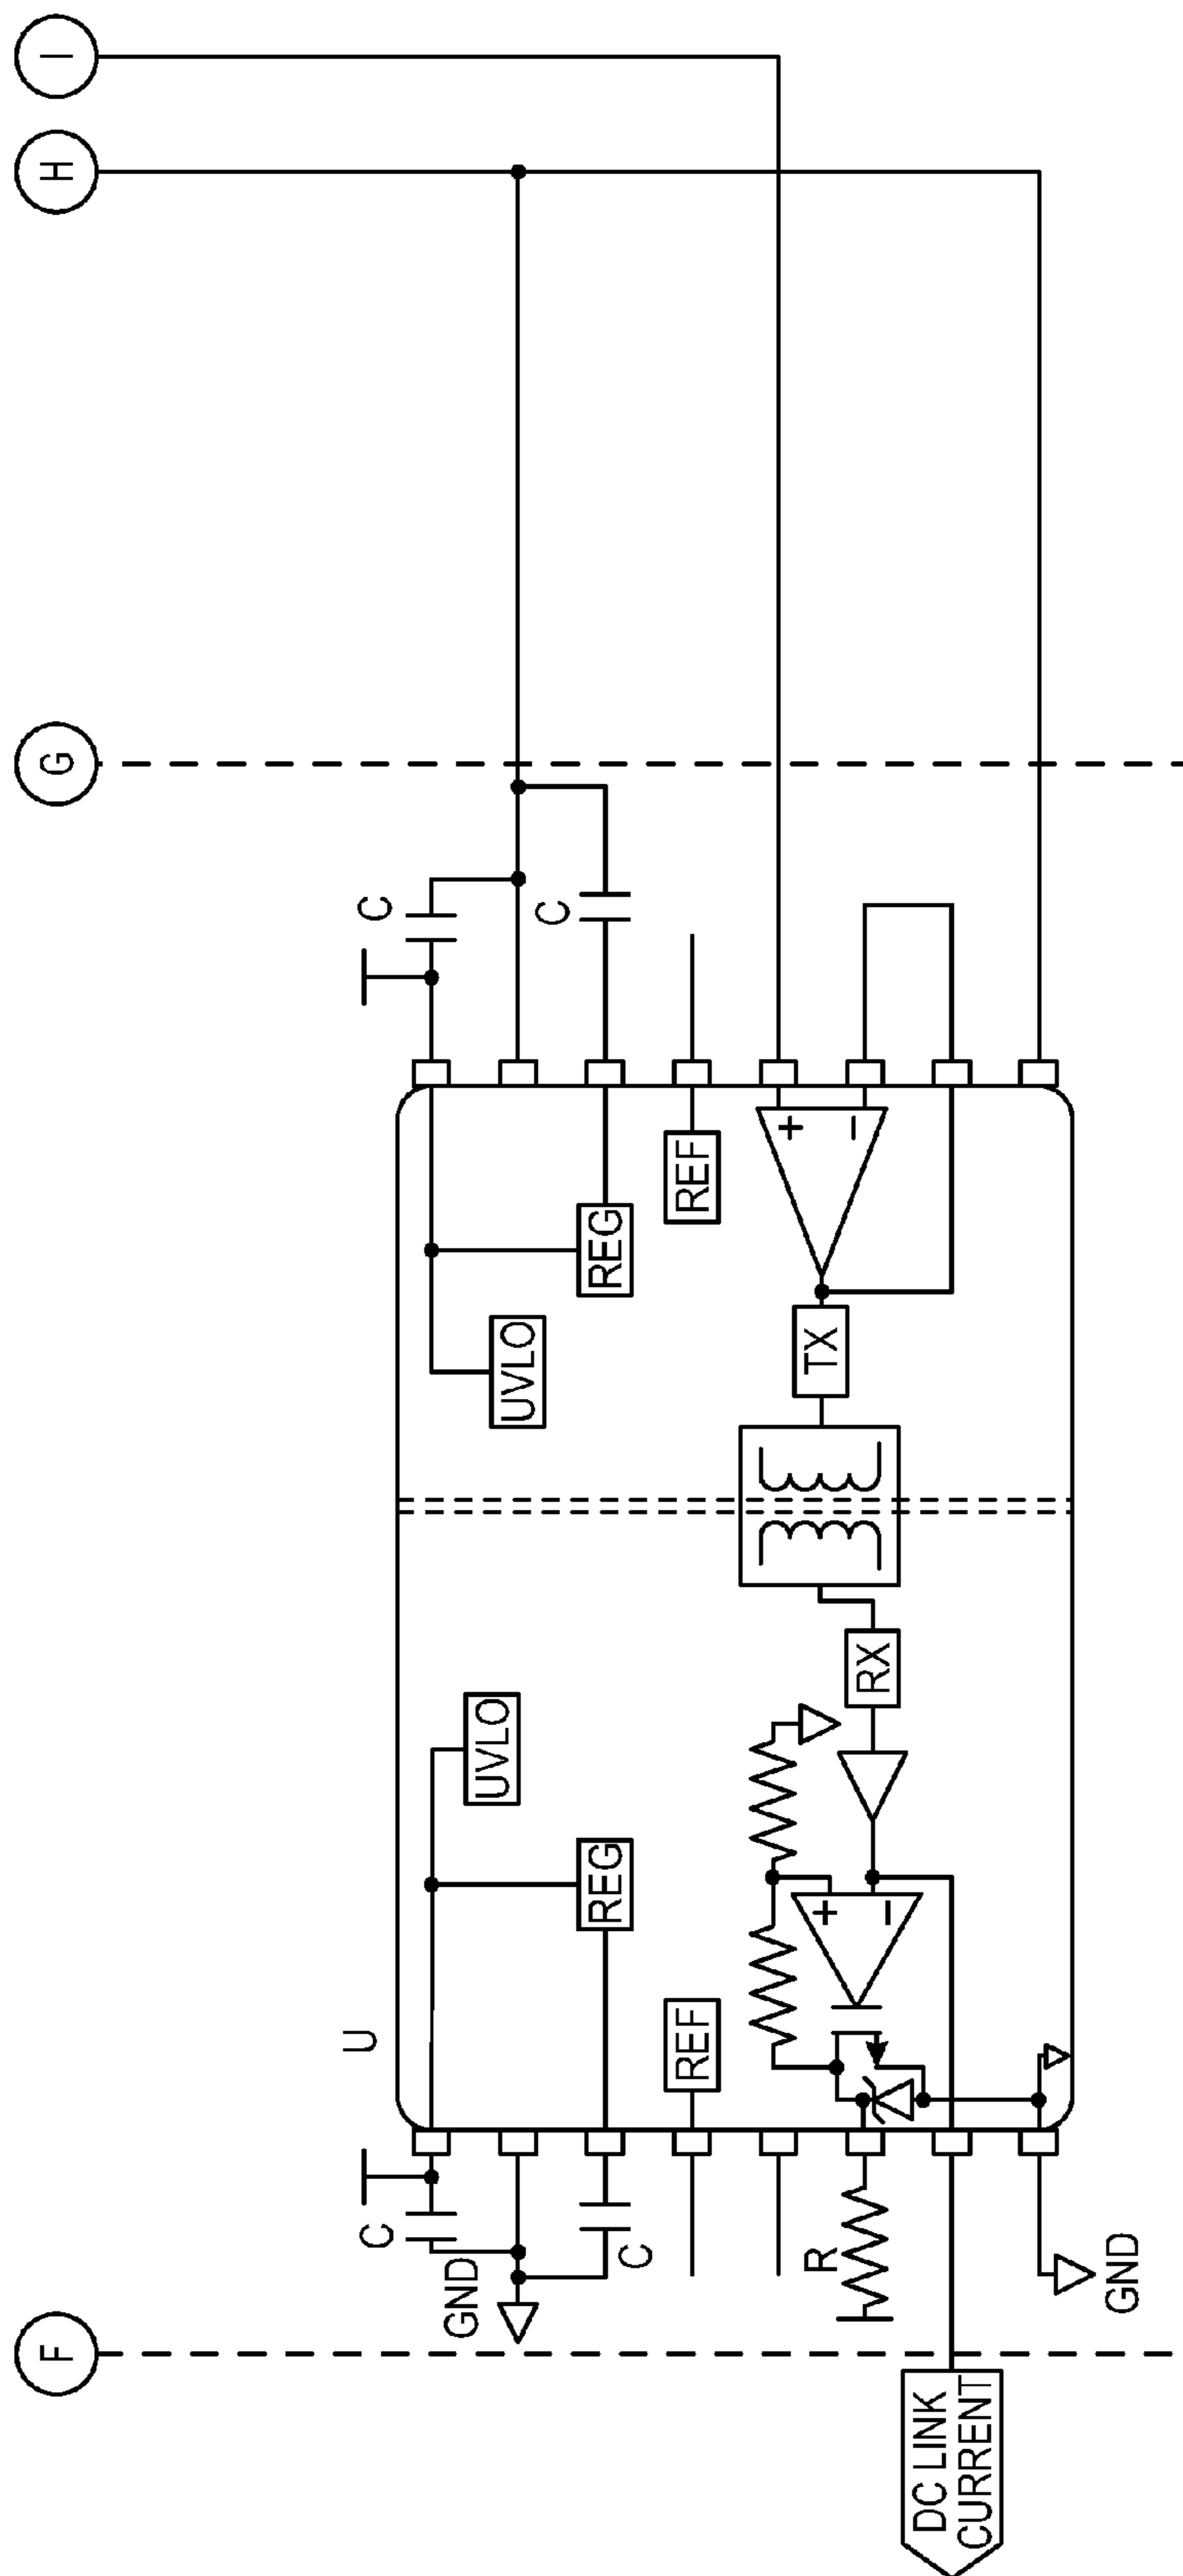 F
G
H
I
U
C
GND
C
R
DC LINK
CURRENT
GND
UVLO
REG
REF
+
−
RX
TX
UVLO
REG
REF
+
−
C
C